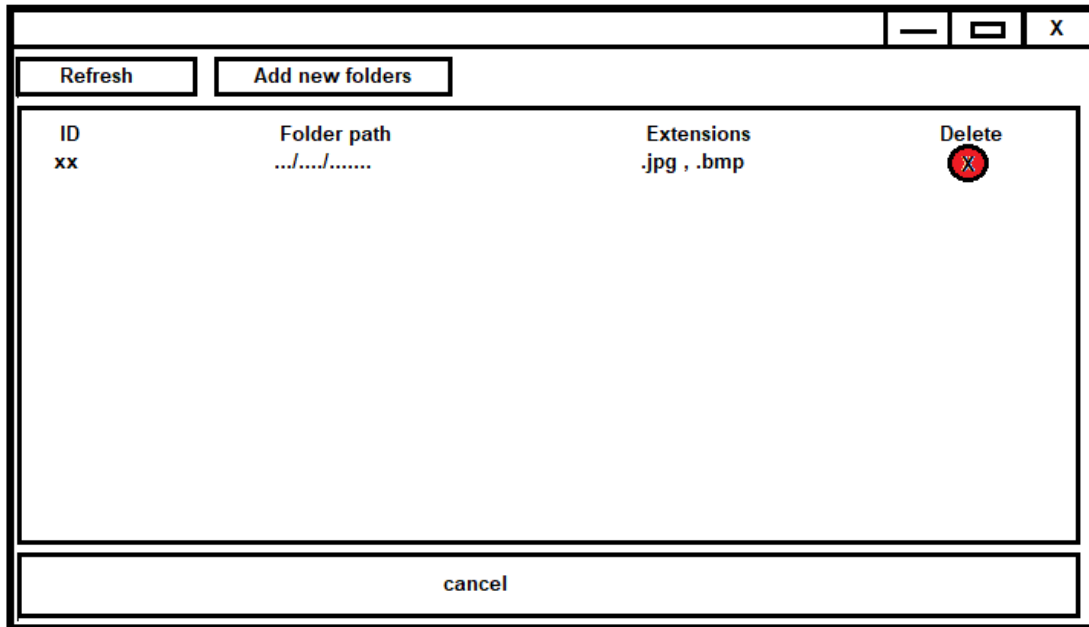 X
Refresh Add new folders
ID Folder path Extensions Delete
xx .../..../....... .jpg , .bmp X
cancel